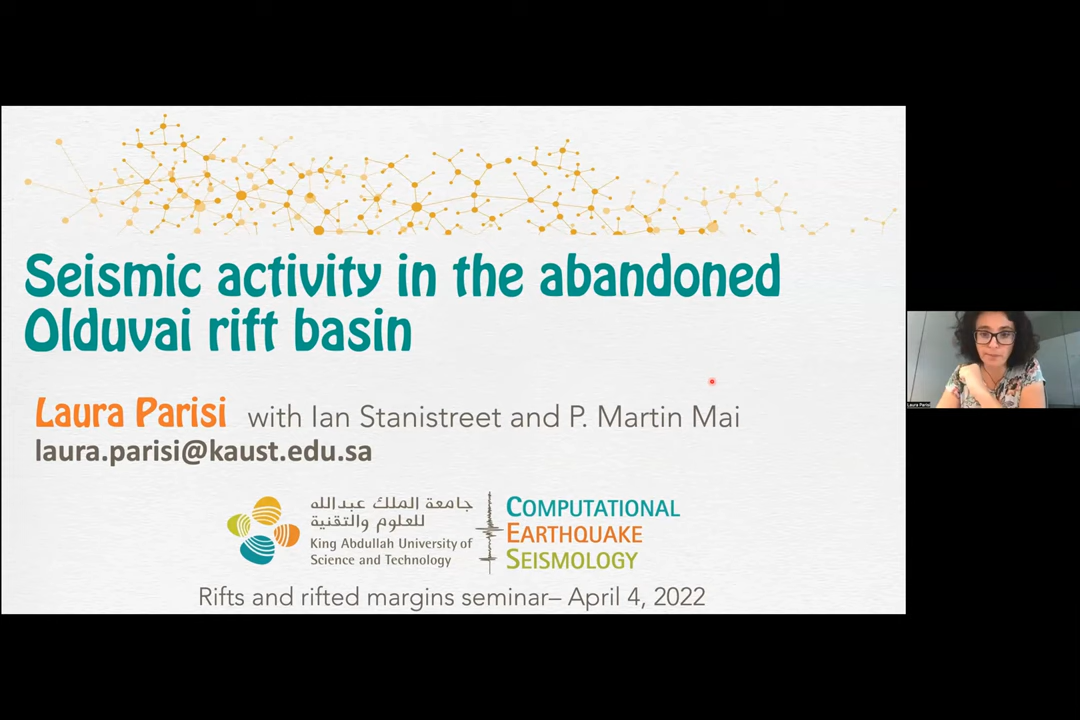 Seismic activity in the abandoned
Olduvai rift basin
Laura Parisi with Ian Stanistreet and P. Martin Mai
laura.parisi@kaust.edu.sa
جامعة الملك عبدالله
للعلوم والتقنية
King Abdullah University of
Science and Technology
COMPUTATIONAL
EARTHQUAKE
SEISMOLOGY
Rifts and rifted margins seminar– April 4, 2022
Laura Parisi